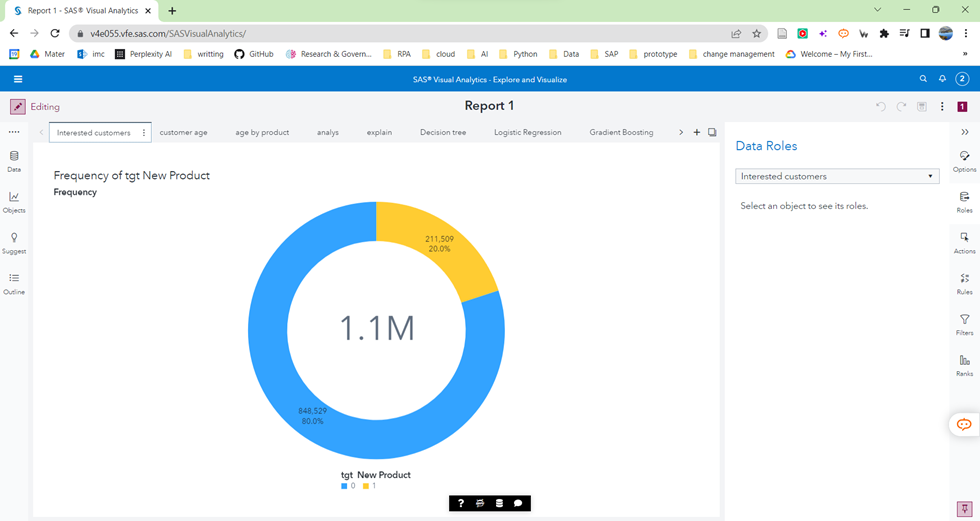 Report 1 - SAS® Visual Analytics
v4e055.vfe.sas.com/SASVisualAnalytics/
Mater imc Perplexity AI writting GitHub Research & Govern... RPA cloud AI Python Data SAP prototype change management Welcome – My First... »
SAS® Visual Analytics - Explore and Visualize
2
Editing
Report 1
1
Interested customers customer age age by product analys explain Decision tree Logistic Regression Gradient Boosting
Data
Objects
Suggest
Outline
Frequency of tgt New Product
Frequency
211,509
20.0%
1.1M
848,529
80.0%
tgt New Product
0 1
?
Data Roles
Interested customers
Select an object to see its roles.
Options
Roles
Actions
Rules
Filters
Ranks